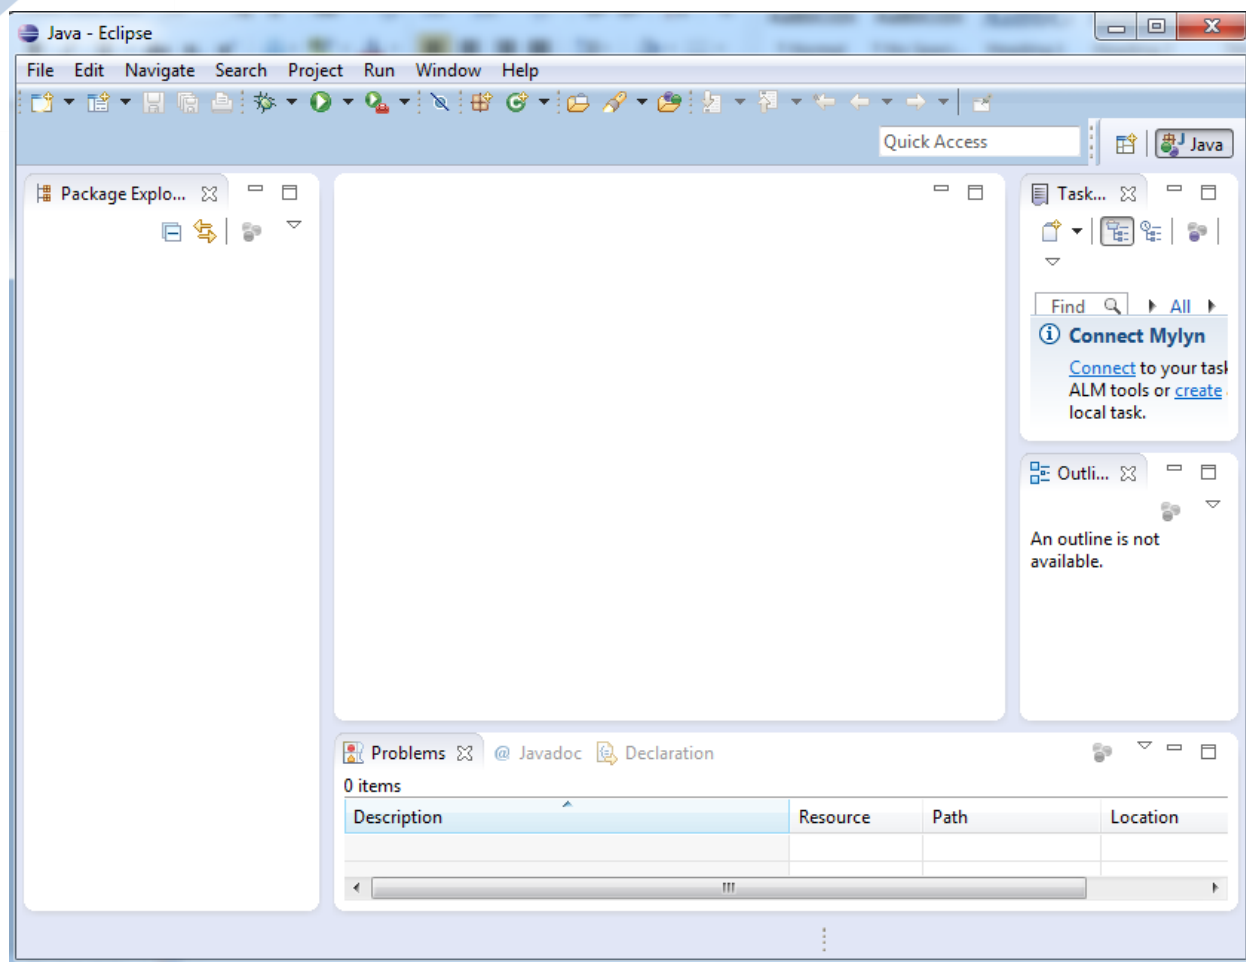 Java - Eclipse
File Edit Navigate Search Project Run Window Help
Quick Access
Java
Package Explo...
Task...
Find
All
Connect Mylyn
Connect to your task
ALM tools or create
local task.
Outli...
An outline is not
available.
Problems @ Javadoc Declaration
0 items
Description Resource Path Location